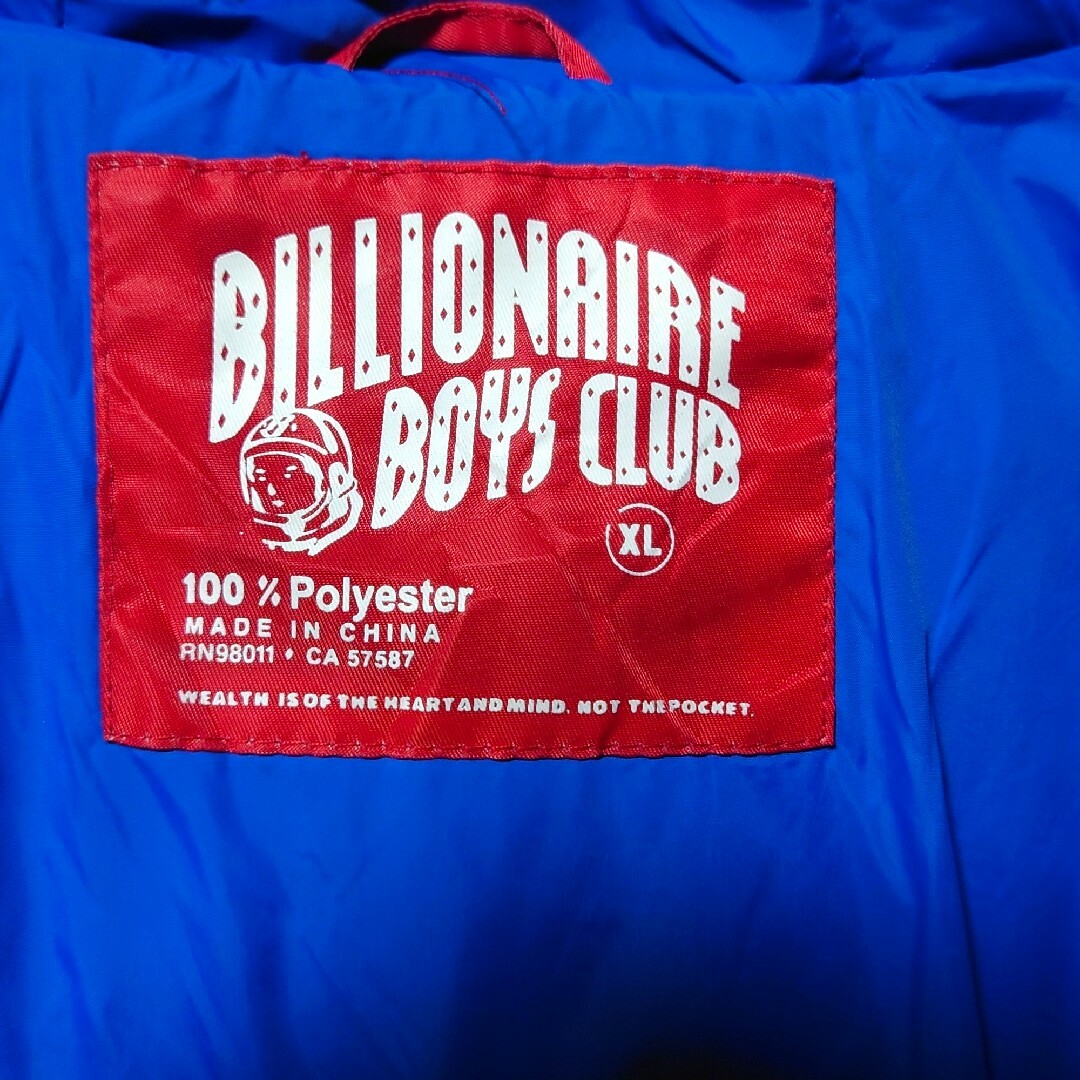 BILLIONAIRE
BOYS CLUB
XL
100 % Polyester
MADE IN CHINA
RN98011 • CA 57587
WEALTH IS OF THE HEART AND MIND, NOT THE POCKET.